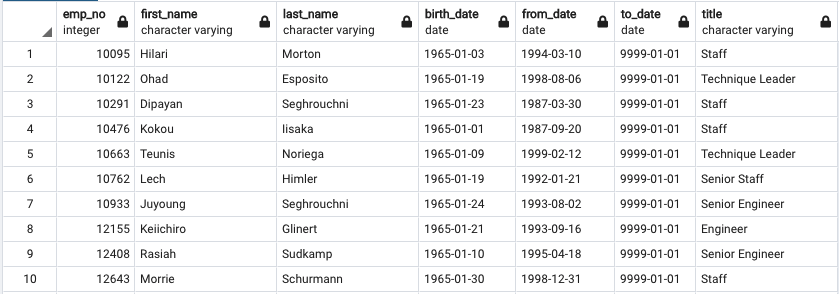 emp_no first_name last_name birth_date from_date to_date title
integer character varying character varying date date date character varying
1 10095 Hilari Morton 1965-01-03 1994-03-10 9999-01-01 Staff
2 10122 Ohad Esposito 1965-01-19 1998-08-06 9999-01-01 Technique Leader
3 10291 Dipayan Seghrouchni 1965-01-23 1987-03-30 9999-01-01 Staff
4 10476 Kokou Iisaka 1965-01-01 1987-09-20 9999-01-01 Staff
5 10663 Teunis Noriega 1965-01-09 1999-02-12 9999-01-01 Technique Leader
6 10762 Lech Himler 1965-01-19 1992-01-21 9999-01-01 Senior Staff
7 10933 Juyoung Seghrouchni 1965-01-24 1993-08-02 9999-01-01 Senior Engineer
8 12155 Keiichiro Glinert 1965-01-21 1993-09-16 9999-01-01 Engineer
9 12408 Rasiah Sudkamp 1965-01-10 1995-04-18 9999-01-01 Senior Engineer
10 12643 Morrie Schurmann 1965-01-30 1998-12-31 9999-01-01 Staff